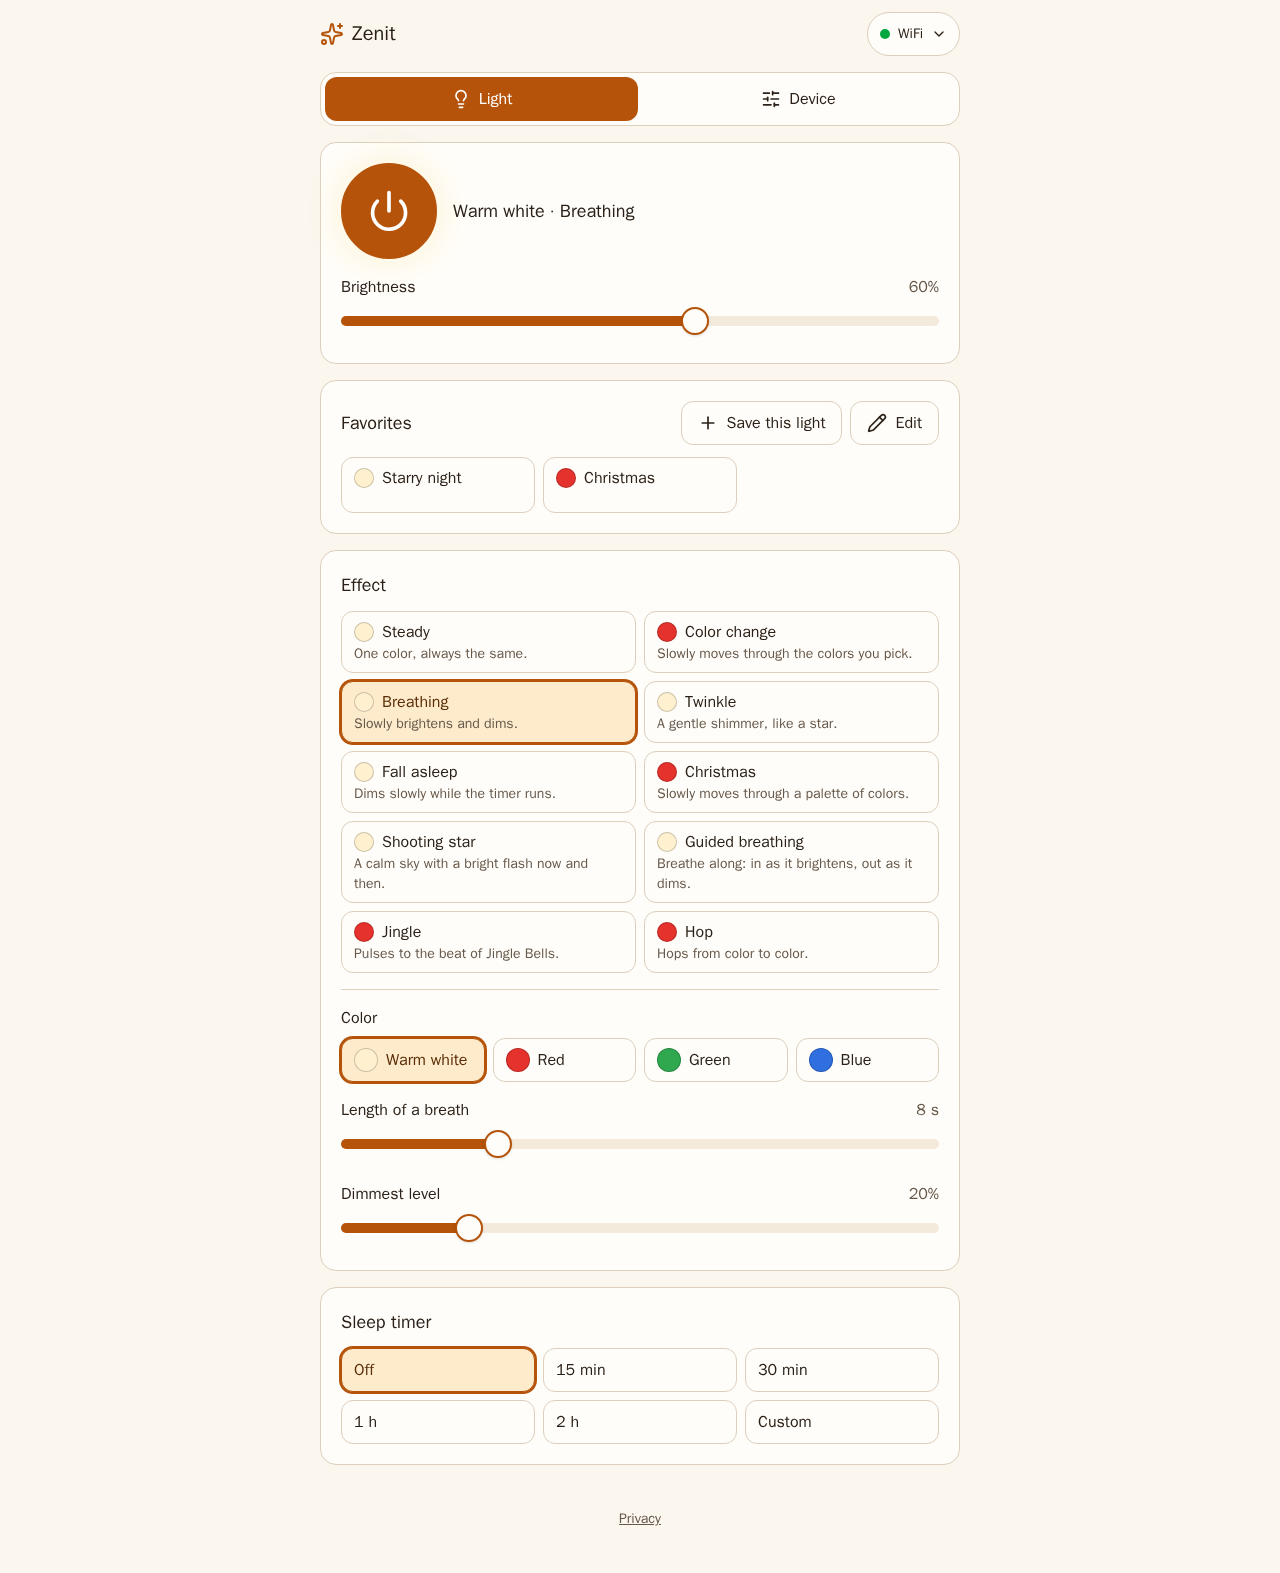 Zenit
WiFi
Light
Device
Warm white · Breathing
Brightness
60%
Favorites
Save this light
Edit
Starry night
Christmas
Effect
Steady
One color, always the same.
Color change
Slowly moves through the colors you pick.
Breathing
Slowly brightens and dims.
Twinkle
A gentle shimmer, like a star.
Fall asleep
Dims slowly while the timer runs.
Christmas
Slowly moves through a palette of colors.
Shooting star
A calm sky with a bright flash now and
then.
Guided breathing
Breathe along: in as it brightens, out as it
dims.
Jingle
Pulses to the beat of Jingle Bells.
Hop
Hops from color to color.
Color
Warm white
Red
Green
Blue
Length of a breath
8 s
Dimmest level
20%
Sleep timer
Off
15 min
30 min
1 h
2 h
Custom
Privacy